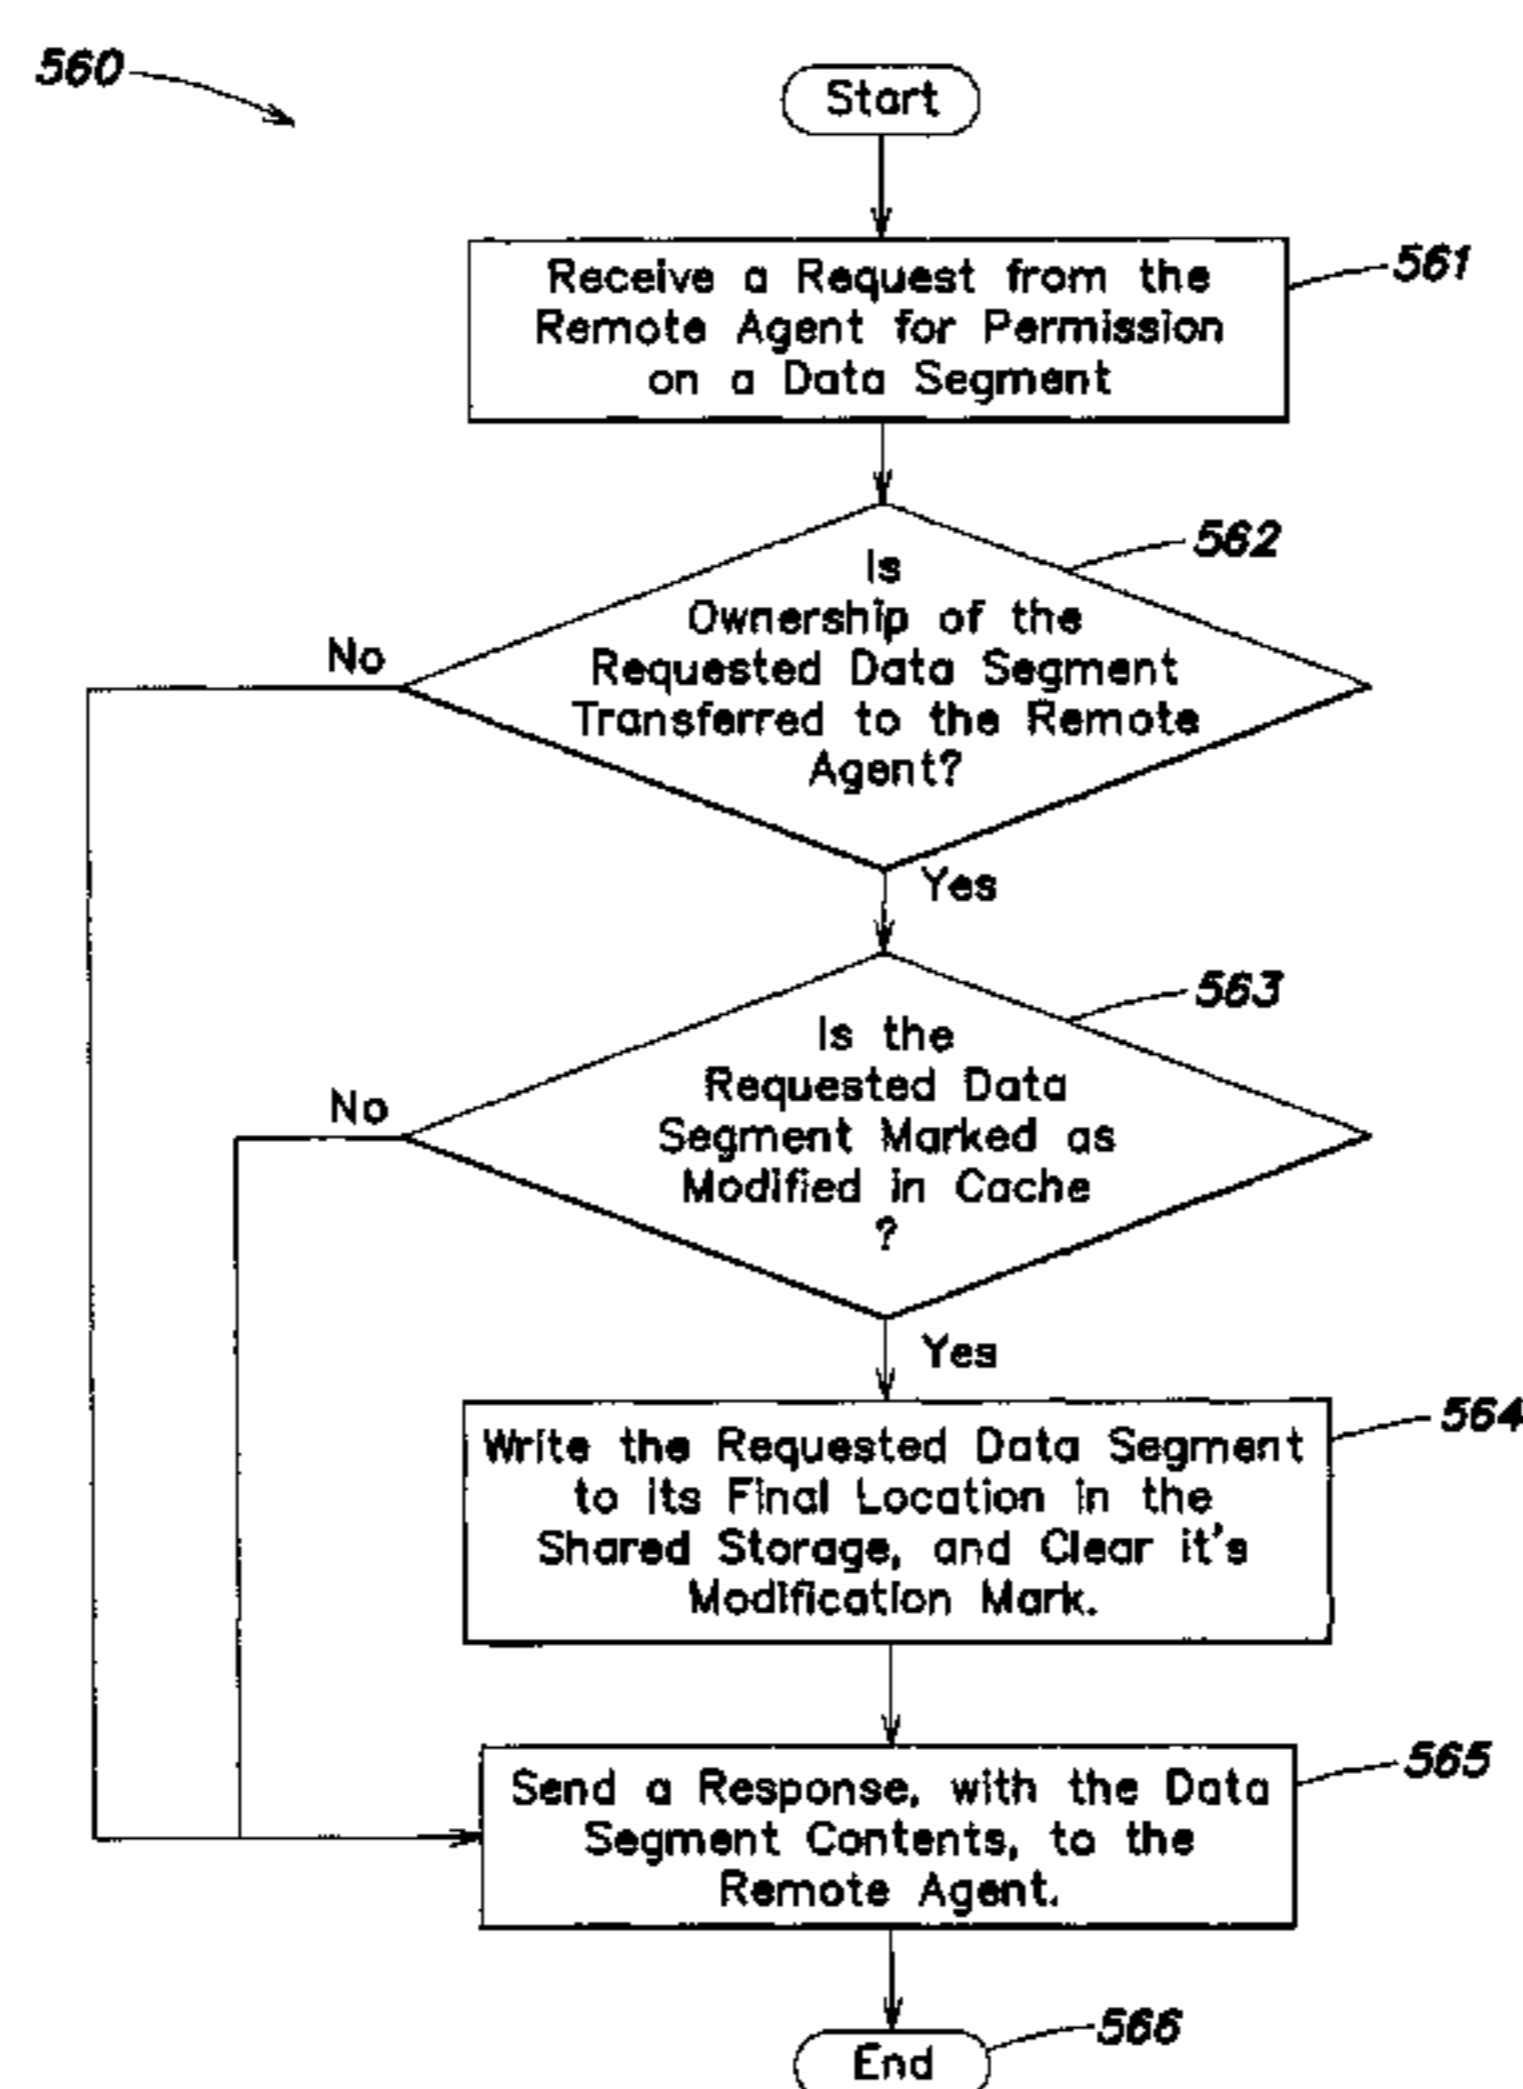 560
Start
Receive a Request from the
Remote Agent for Permission
on a Data Segment
561
Is
Ownership of the
Requested Data Segment
Transferred to the Remote
Agent?
562
No
Yes
Is the
Requested Data
Segment Marked as
Modified in Cache
?
563
No
Yes
Write the Requested Data Segment
to its Final Location in the
Shared Storage, and Clear it's
Modification Mark.
564
Send a Response, with the Data
Segment Contents, to the
Remote Agent.
565
End
566